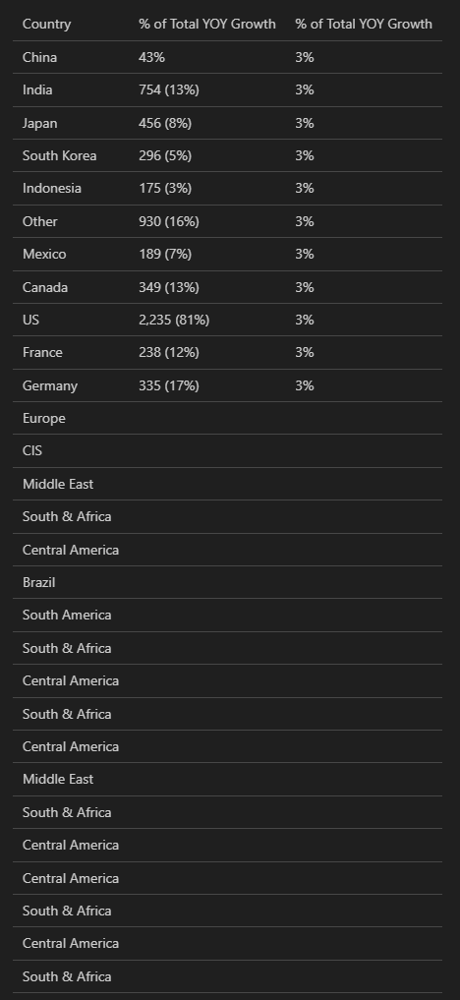 Country % of Total YOY Growth % of Total YOY Growth
China 43% 3%
India 754 (13%) 3%
Japan 456 (8%) 3%
South Korea 296 (5%) 3%
Indonesia 175 (3%) 3%
Other 930 (16%) 3%
Mexico 189 (7%) 3%
Canada 349 (13%) 3%
US 2,235 (81%) 3%
France 238 (12%) 3%
Germany 335 (17%) 3%
Europe
CIS
Middle East
South & Africa
Central America
Brazil
South America
South & Africa
Central America
South & Africa
Central America
Middle East
South & Africa
Central America
Central America
South & Africa
Central America
South & Africa